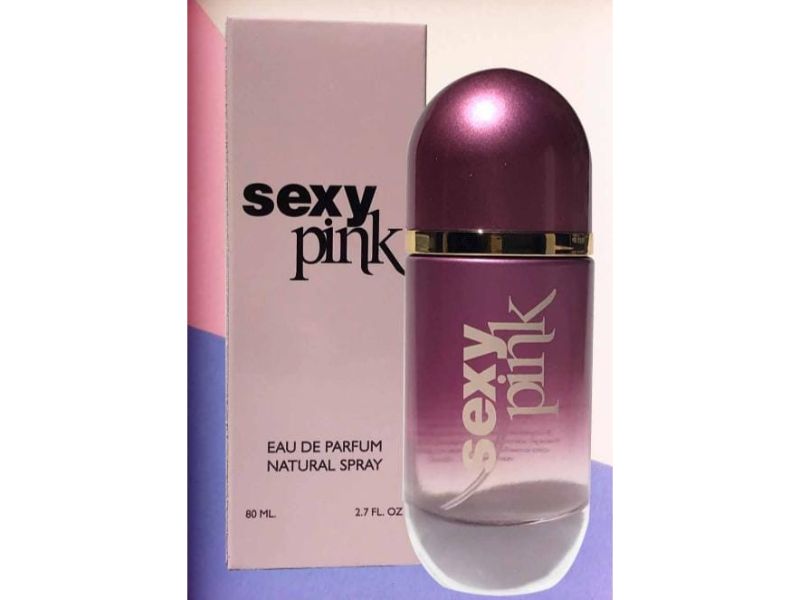 sexy
pink
EAU DE PARFUM
NATURAL SPRAY
80 ML.
2.7 FL. OZ
sexy
pink